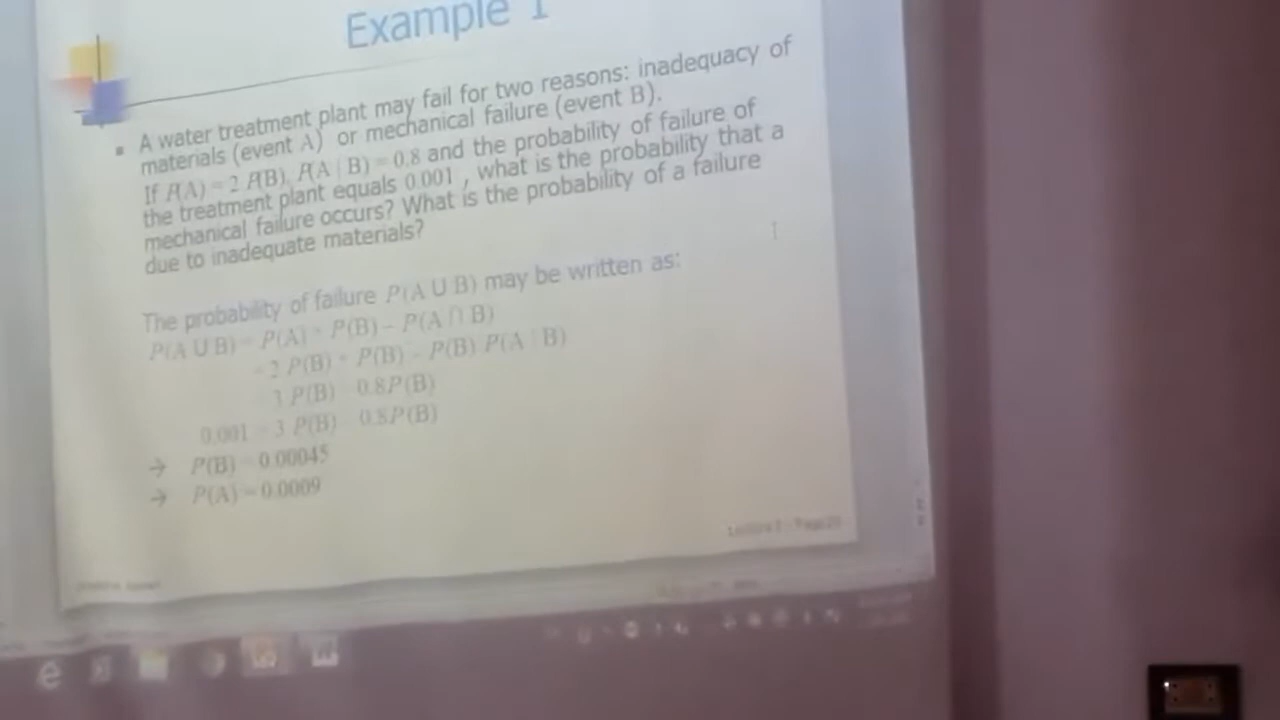 Example 1
A water treatment plant may fail for two reasons: inadequacy of
materials (event A) or mechanical failure (event B).
If P(A) = 2 P(B), P(A | B) = 0.8 and the probability of failure of
the treatment plant equals 0.001 , what is the probability that a
mechanical failure occurs? What is the probability of a failure
due to inadequate materials?
The probability of failure P(A U B) may be written as:
P(A U B) = P(A) + P(B) – P(A ∩ B)
= 2 P(B) + P(B) – P(B) P(A | B)
= 3 P(B) – 0.8P(B)
0.001 = 3 P(B) – 0.8P(B)
→ P(B) = 0.00045
→ P(A) = 0.0009